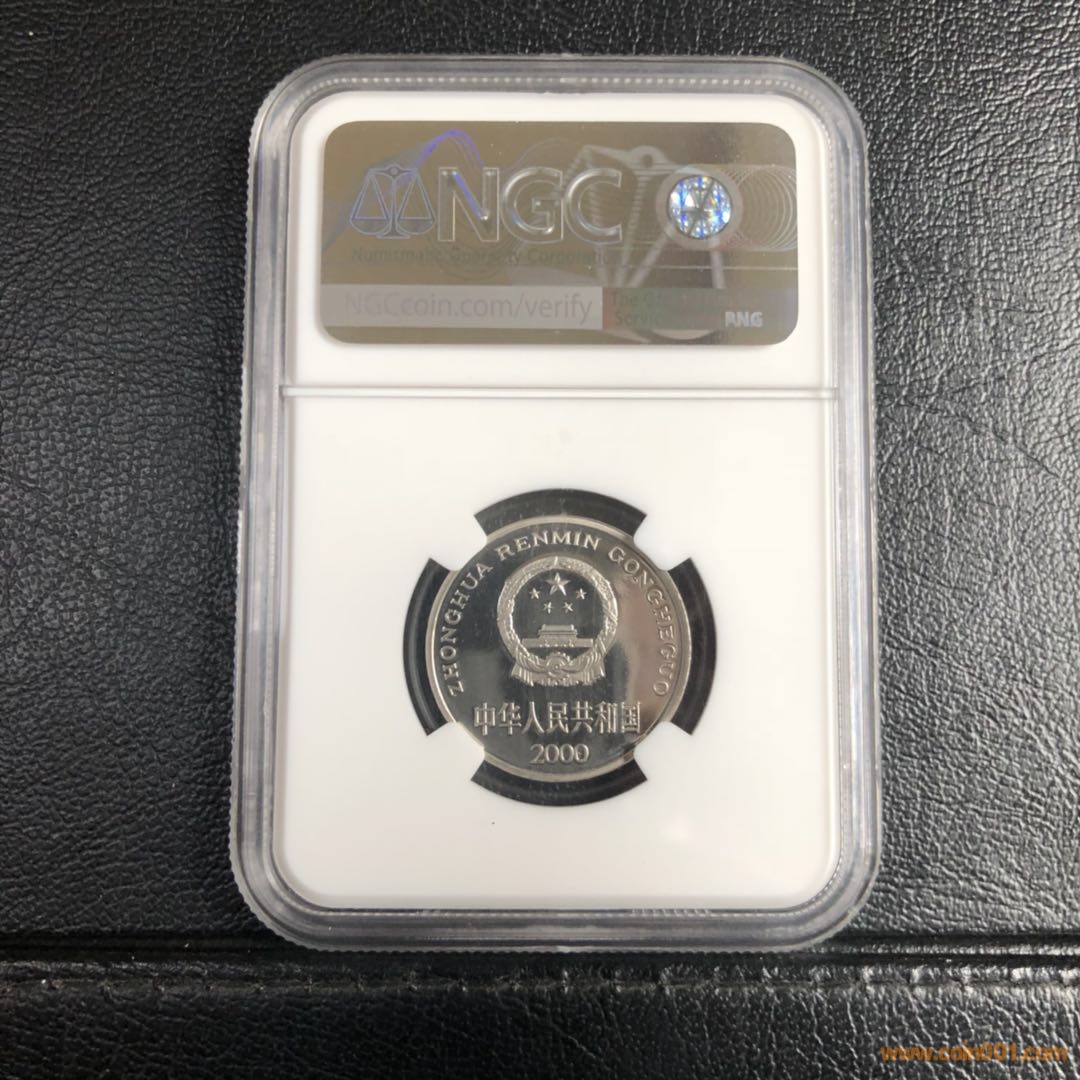 NGC
Numismatic Guaranty Corporation
NGCcoin.com/verify
PNG
ZHONGHUA RENMIN GONGHEGUO
中华人民共和国
2000
www.coin001.com